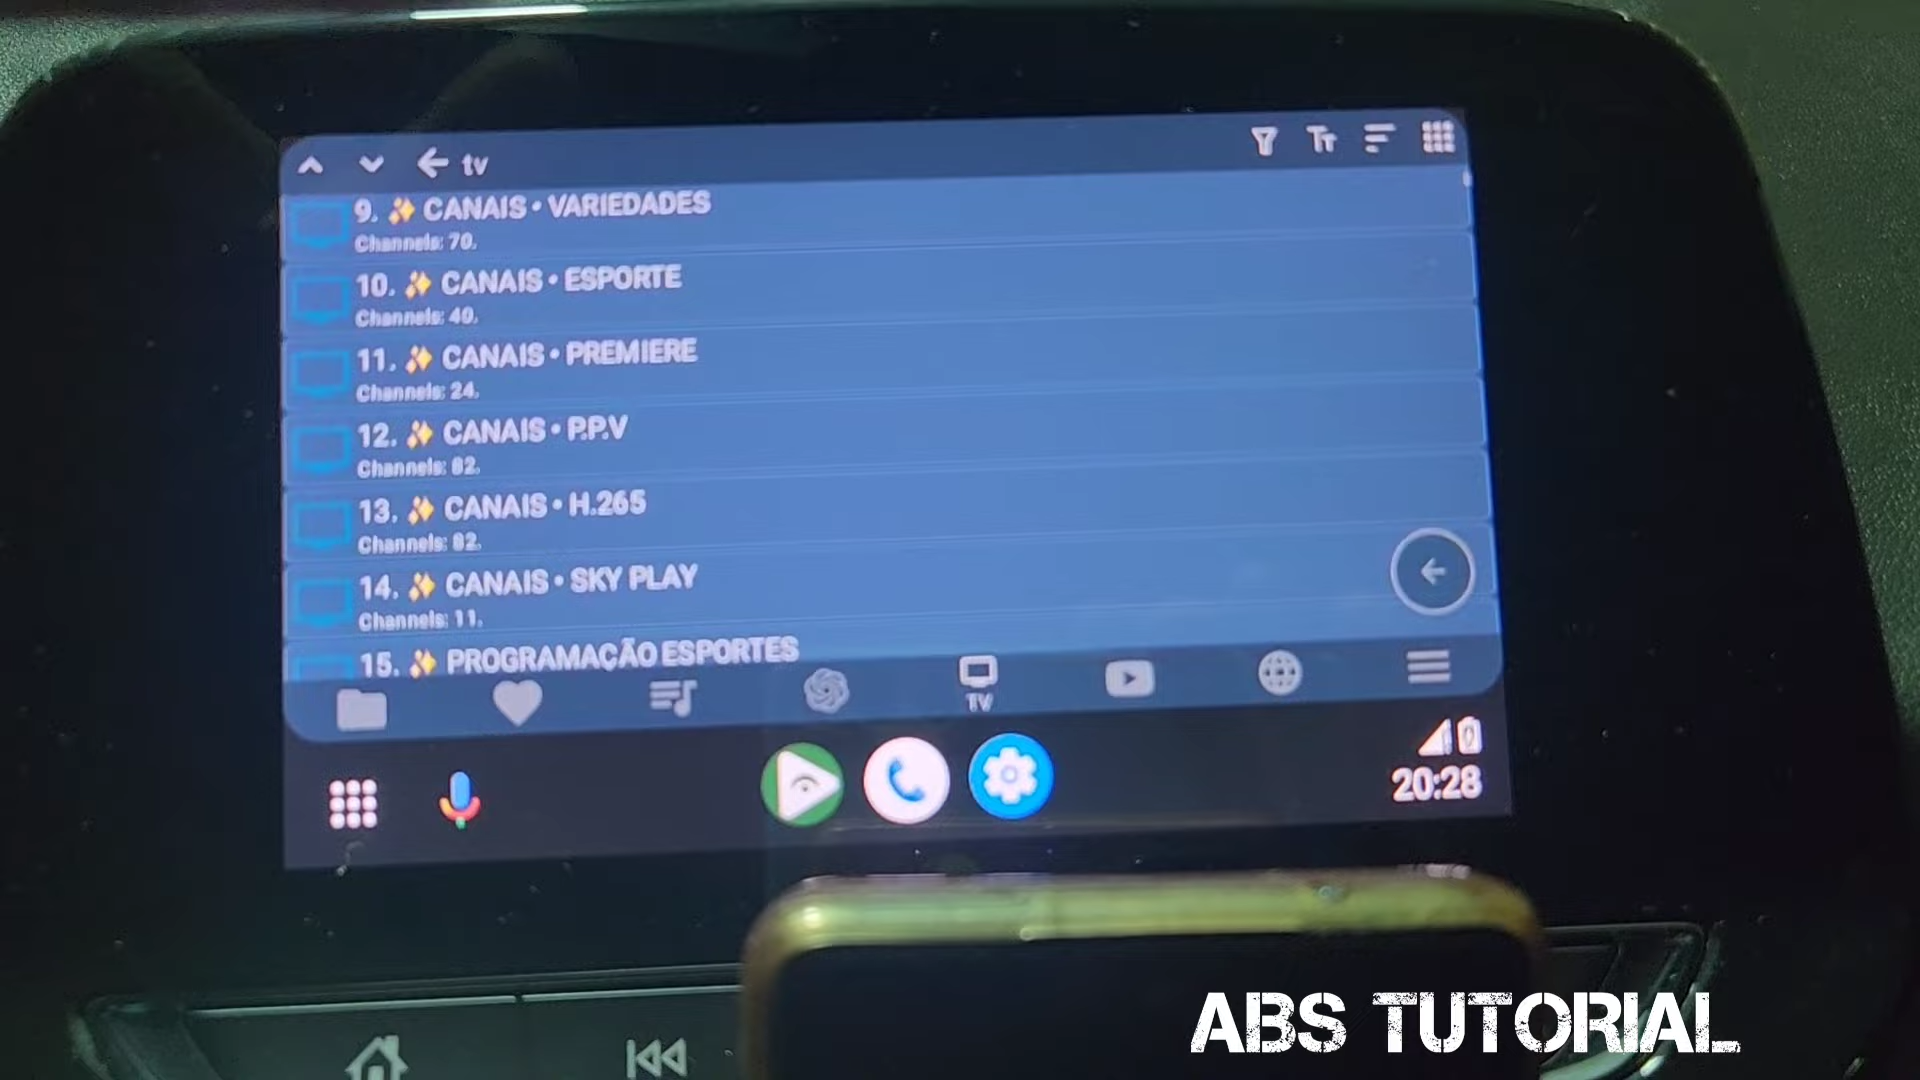 tv
9. ✨ CANAIS • VARIEDADES
Channels: 70.
10. ✨ CANAIS • ESPORTE
Channels: 40.
11. ✨ CANAIS • PREMIERE
Channels: 24.
12. ✨ CANAIS • P.P.V
Channels: 82.
13. ✨ CANAIS • H.265
Channels: 82.
14. ✨ CANAIS • SKY PLAY
Channels: 11.
15. ✨ PROGRAMAÇÃO ESPORTES
TV
20:28
ABS TUTORIAL